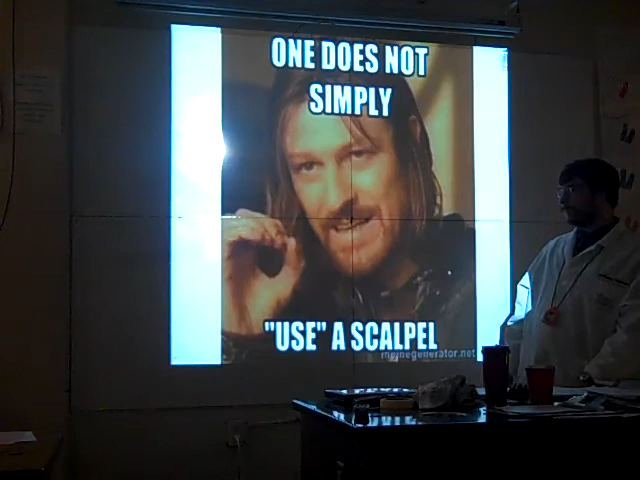 ONE DOES NOT
SIMPLY
"USE" A SCALPEL
memegenerator.net